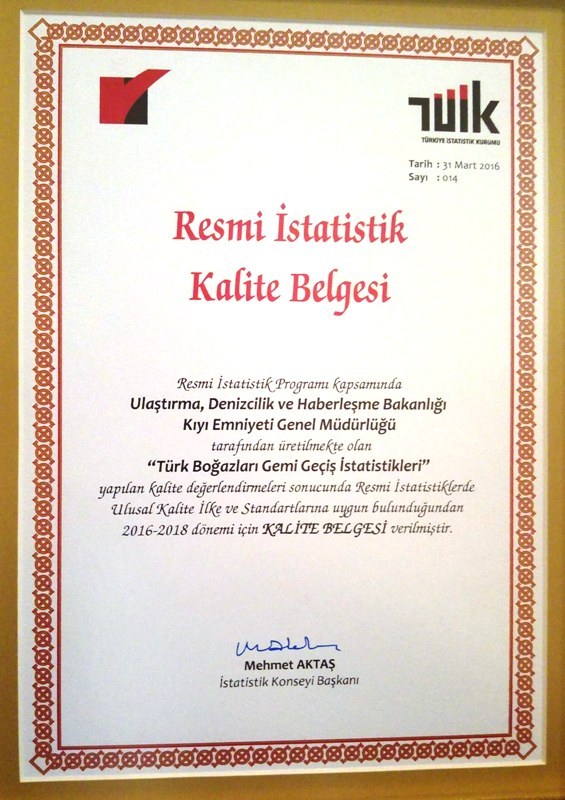 TÜİK
TÜRKİYE İSTATİSTİK KURUMU
Tarih : 31 Mart 2016
Sayı : 014
Resmi İstatistik
Kalite Belgesi
Resmi İstatistik Programı kapsamında
Ulaştırma, Denizcilik ve Haberleşme Bakanlığı
Kıyı Emniyeti Genel Müdürlüğü
tarafından üretilmekte olan
“Türk Boğazları Gemi Geçiş İstatistikleri”
yapılan kalite değerlendirmeleri sonucunda Resmi İstatistiklerde
Ulusal Kalite İlke ve Standartlarına uygun bulunduğundan
2016-2018 dönemi için KALİTE BELGESİ verilmiştir.
Mehmet AKTAŞ
İstatistik Konseyi Başkanı